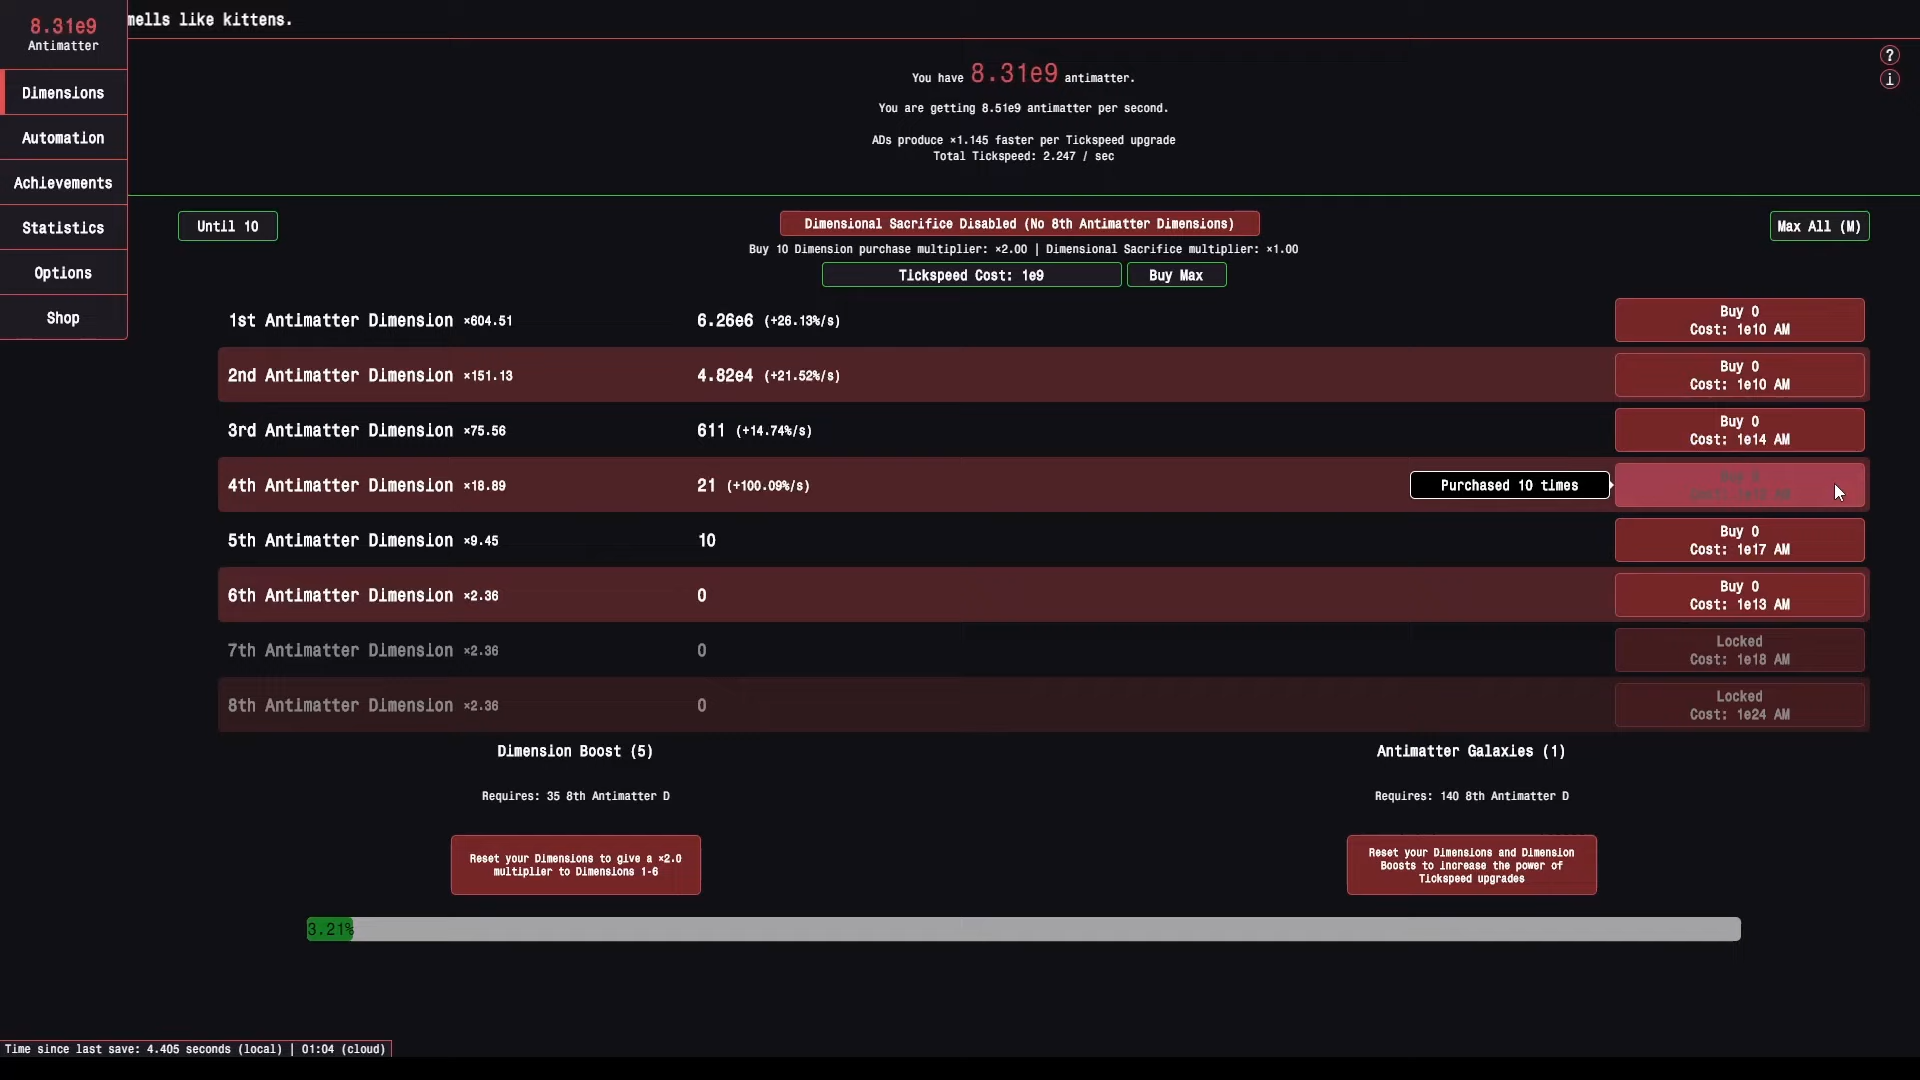 8.31e9
Antimatter
mells like kittens.
Dimensions
Automation
Achievements
Statistics
Options
Shop
?
i
You have 8.31e9 antimatter.
You are getting 8.51e9 antimatter per second.
ADs produce ×1.145 faster per Tickspeed upgrade
Total Tickspeed: 2.247 / sec
Until 10
Dimensional Sacrifice Disabled (No 8th Antimatter Dimensions)
Max All (M)
Buy 10 Dimension purchase multiplier: ×2.00 | Dimensional Sacrifice multiplier: ×1.00
Tickspeed Cost: 1e9
Buy Max
1st Antimatter Dimension ×604.51
6.26e6 (+26.13%/s)
Buy 0
Cost: 1e10 AM
2nd Antimatter Dimension ×151.13
4.82e4 (+21.52%/s)
Buy 0
Cost: 1e10 AM
3rd Antimatter Dimension ×75.56
611 (+14.74%/s)
Buy 0
Cost: 1e14 AM
4th Antimatter Dimension ×18.89
21 (+100.09%/s)
Purchased 10 times
5th Antimatter Dimension ×9.45
10
Buy 0
Cost: 1e17 AM
6th Antimatter Dimension ×2.36
0
Buy 0
Cost: 1e13 AM
7th Antimatter Dimension ×2.36
0
Locked
Cost: 1e18 AM
8th Antimatter Dimension ×2.36
0
Locked
Cost: 1e24 AM
Dimension Boost (5)
Requires: 35 8th Antimatter D
Reset your Dimensions to give a ×2.0
multiplier to Dimensions 1-6
Antimatter Galaxies (1)
Requires: 140 8th Antimatter D
Reset your Dimensions and Dimension
Boosts to increase the power of
Tickspeed upgrades
3.21%
Time since last save: 4.405 seconds (local) | 01:04 (cloud)